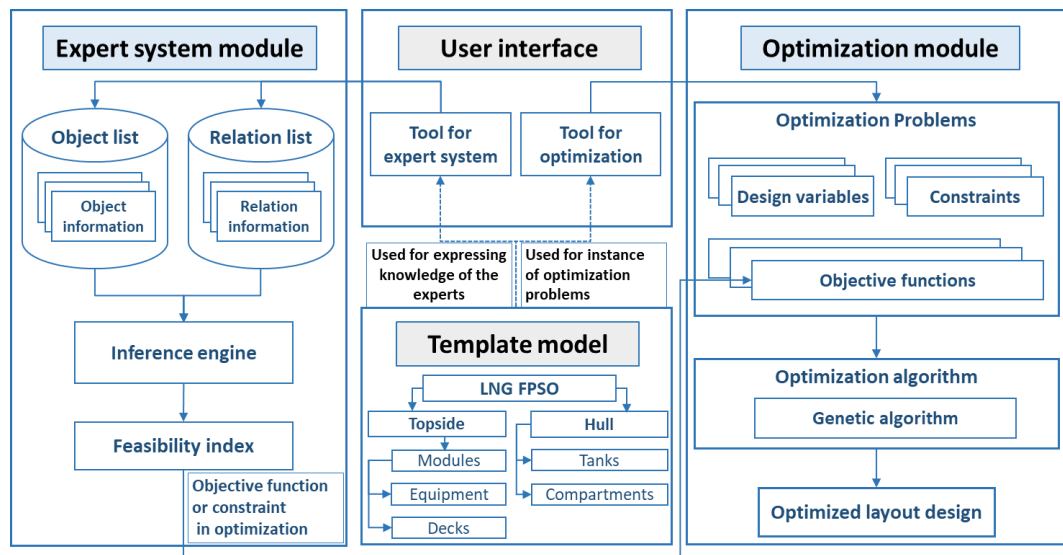 Expert system module
Object list
Relation list
Object
information
Relation
information
Inference engine
Feasibility index
Objective function
or constraint
in optimization
User interface
Tool for
expert system
Tool for
optimization
Used for expressing
knowledge of the
experts
Used for instance
of optimization
problems
Template model
LNG FPSO
Topside
Hull
Modules
Tanks
Equipment
Compartments
Decks
Optimization module
Optimization Problems
Design variables
Constraints
Objective functions
Optimization algorithm
Genetic algorithm
Optimized layout design